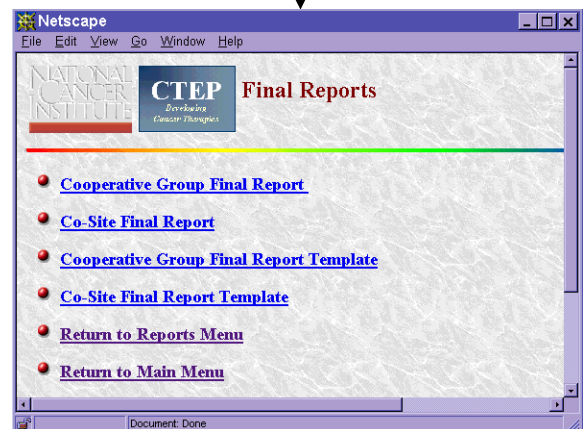 Netscape
File Edit View Go Window Help
NATIONAL
CANCER
INSTITUTE
CTEP
Developing
Cancer Therapies
Final Reports
Cooperative Group Final Report
Co-Site Final Report
Cooperative Group Final Report Template
Co-Site Final Report Template
Return to Reports Menu
Return to Main Menu
Document: Done